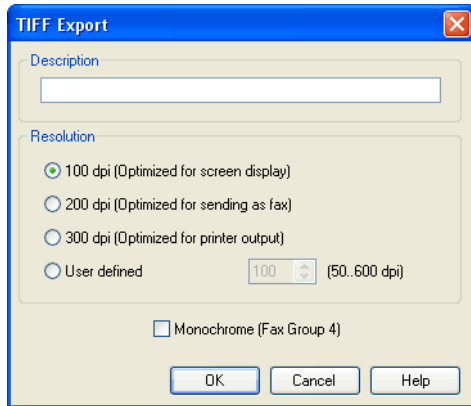 TIFF Export
Description
Resolution
100 dpi (Optimized for screen display)
200 dpi (Optimized for sending as fax)
300 dpi (Optimized for printer output)
User defined 100 (50..600 dpi)
Monochrome (Fax Group 4)
OK Cancel Help